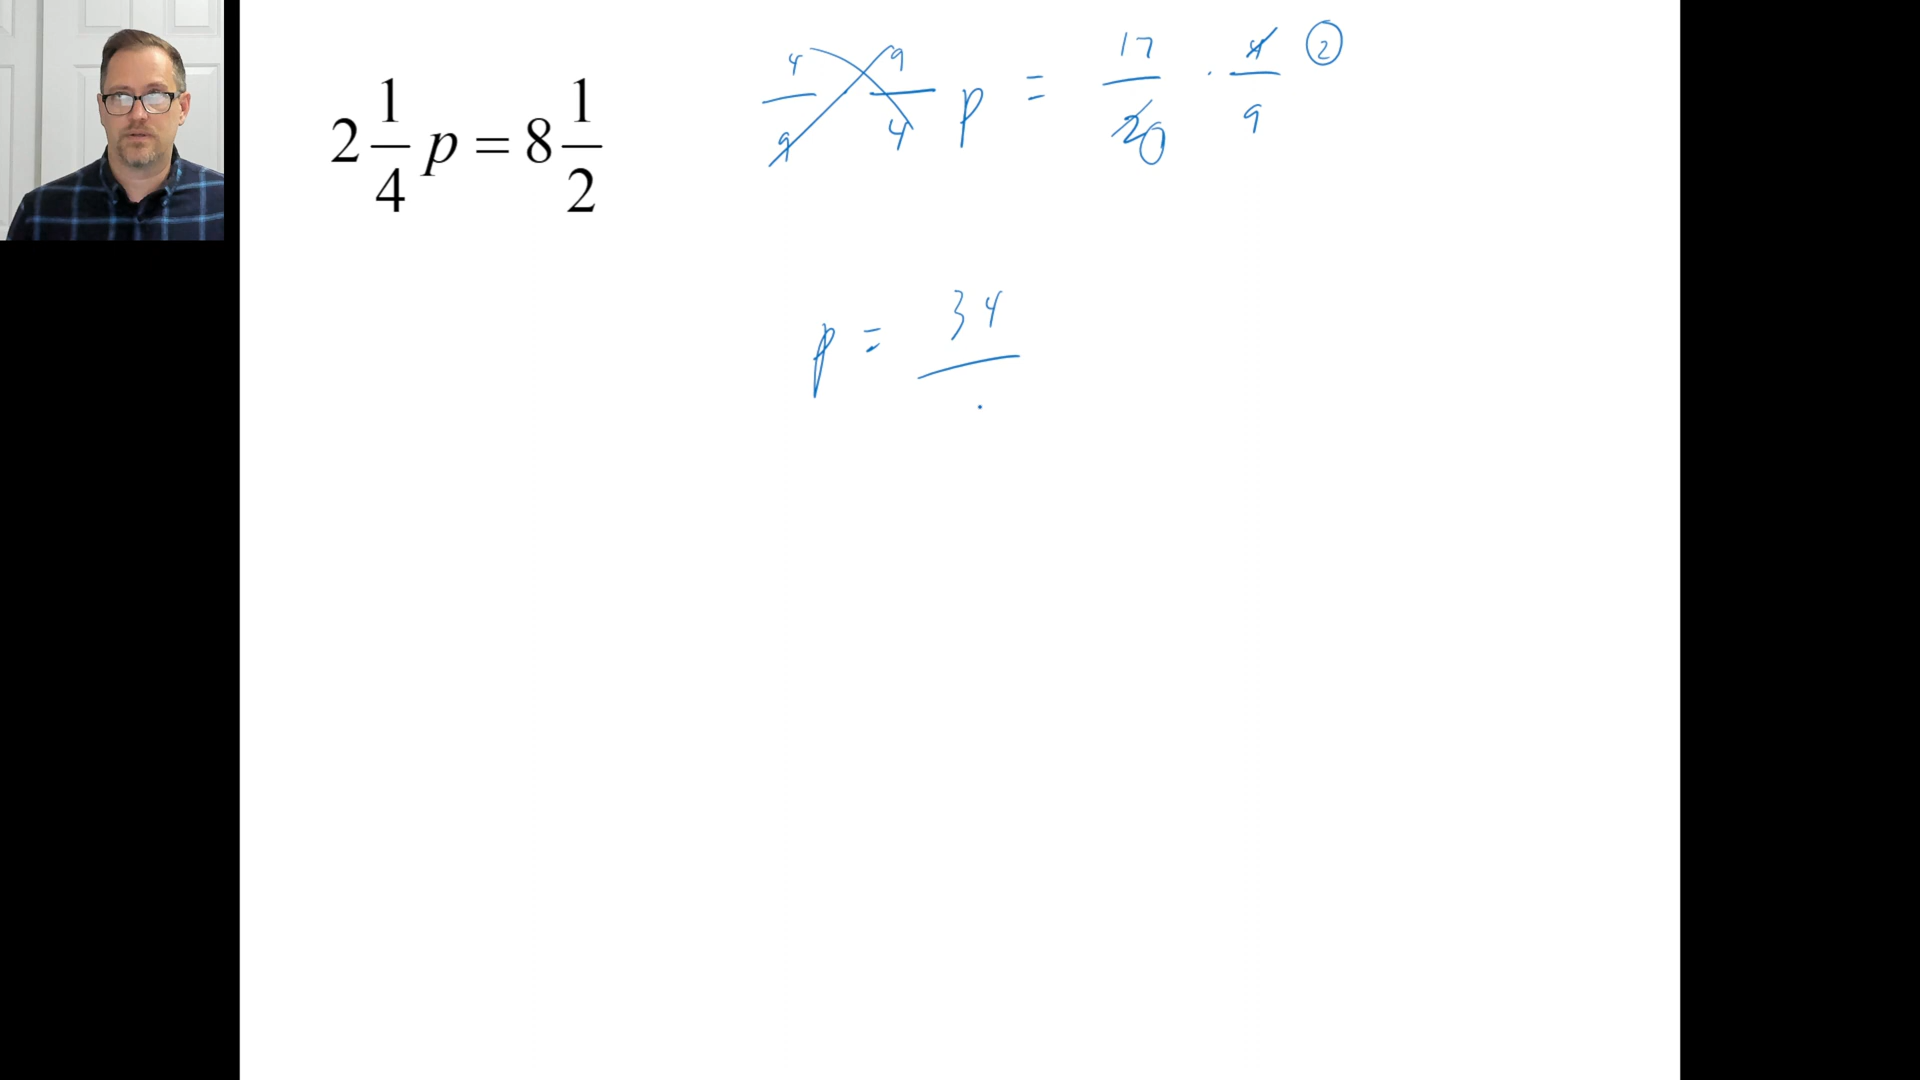 2 1/4 p = 8 1/2
4/9 9/4 p = 17/2 · 4/9 2
p = 34/